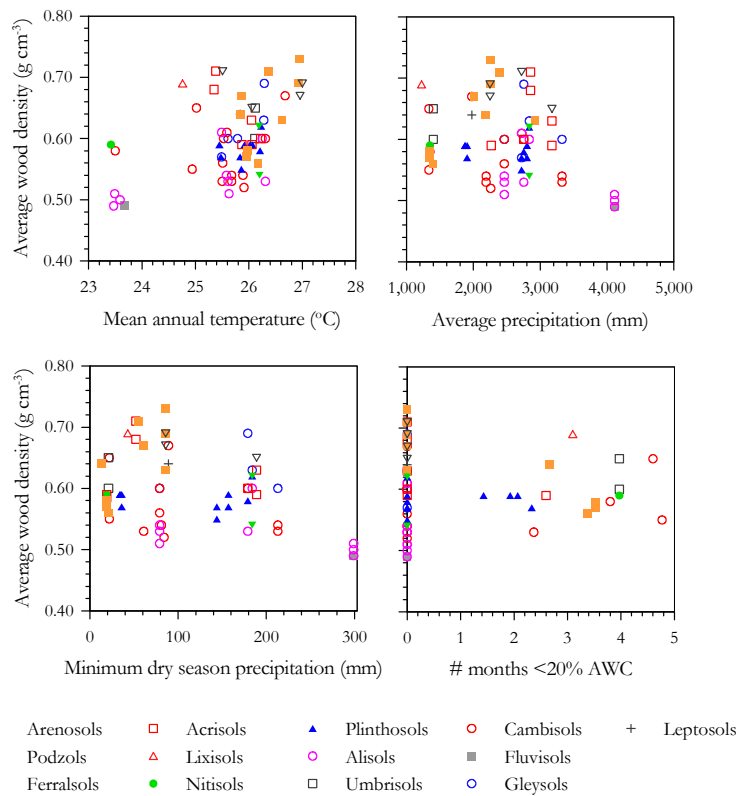 0.80
0.70
0.60
0.50
0.40
Average wood density (g cm-3)
23 24 25 26 27 28
Mean annual temperature (oC)
1,000 2,000 3,000 4,000 5,000
Average precipitation (mm)
0.80
0.70
0.60
0.50
0.40
Average wood density (g cm-3)
0 100 200 300
Minimum dry season precipitation (mm)
0 1 2 3 4 5
# months <20% AWC
Arenosols Acrisols Plinthosols Cambisols Leptosols
Podzols Lixisols Alisols Fluvisols
Ferralsols Nitisols Umbrisols Gleysols